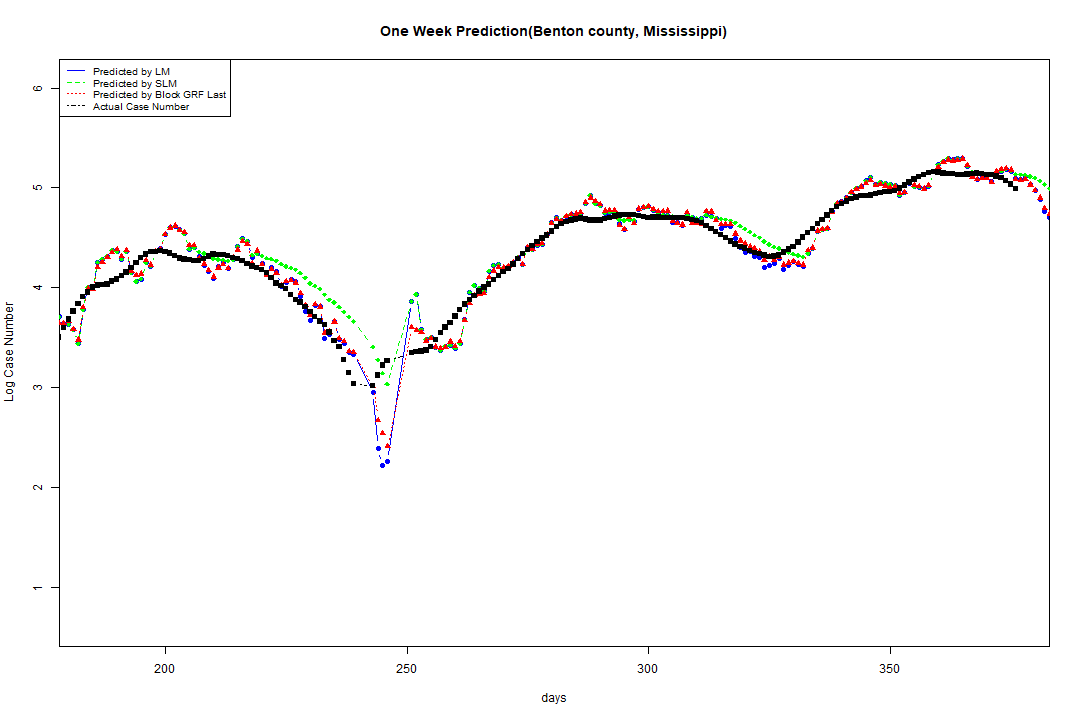 One Week Prediction(Benton county, Mississippi)
Predicted by LM
Predicted by SLM
Predicted by Block GRF Last
Actual Case Number
6
5
4
3
2
1
Log Case Number
200 250 300 350
days